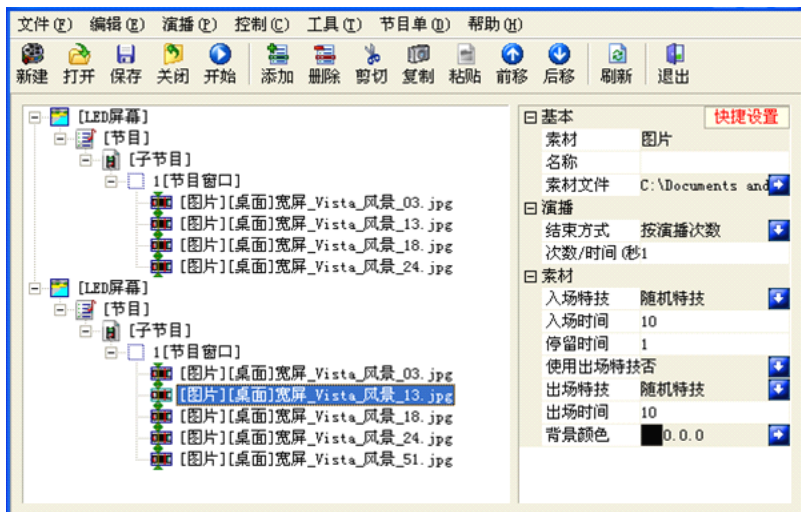 文件(F) 编辑(E) 演播(P) 控制(C) 工具(T) 节目单(D) 帮助(H)
新建 打开 保存 关闭 开始 添加 删除 剪切 复制 粘贴 前移 后移 刷新 退出
[LED屏幕]
[节目]
[子节目]
1[节目窗口]
[图片][桌面]宽屏_Vista_风景_03.jpg
[图片][桌面]宽屏_Vista_风景_13.jpg
[图片][桌面]宽屏_Vista_风景_18.jpg
[图片][桌面]宽屏_Vista_风景_24.jpg
[LED屏幕]
[节目]
[子节目]
1[节目窗口]
[图片][桌面]宽屏_Vista_风景_03.jpg
[图片][桌面]宽屏_Vista_风景_13.jpg
[图片][桌面]宽屏_Vista_风景_18.jpg
[图片][桌面]宽屏_Vista_风景_24.jpg
[图片][桌面]宽屏_Vista_风景_51.jpg
基本 快捷设置
素材 图片
名称
素材文件 C:\Documents and
演播
结束方式 按演播次数
次数/时间(秒 1
素材
入场特技 随机特技
入场时间 10
停留时间 1
使用出场特技 否
出场特技 随机特技
出场时间 10
背景颜色 0.0.0